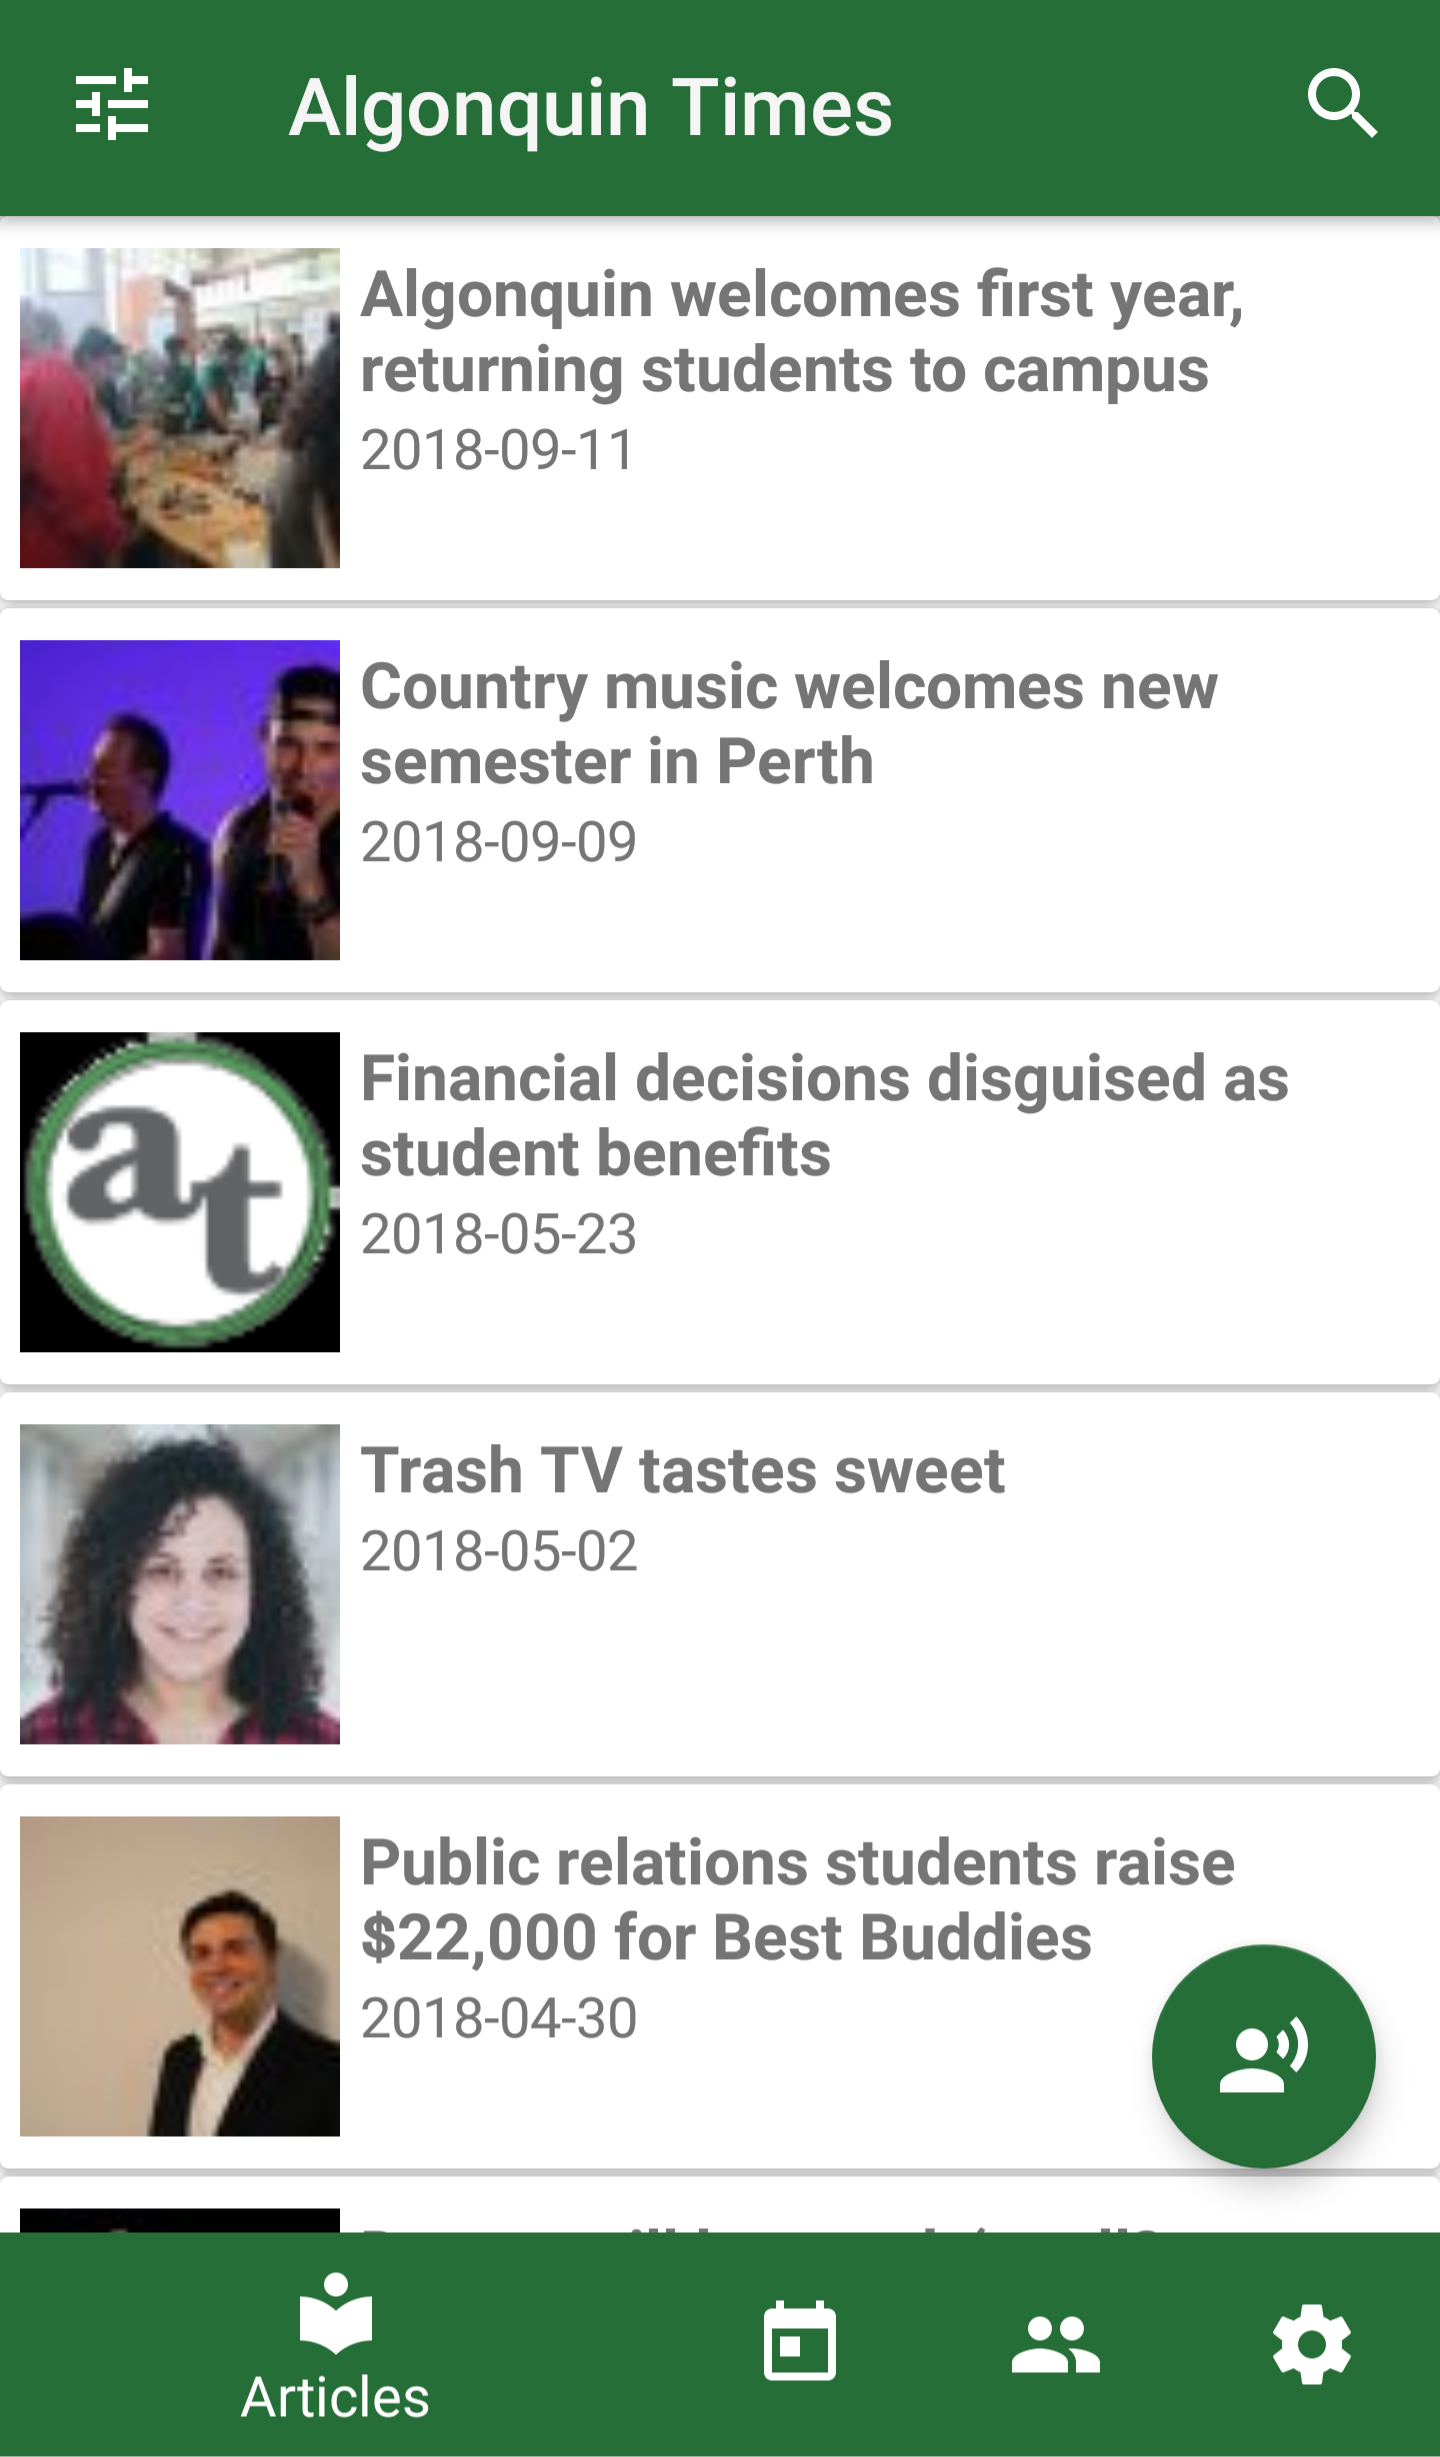 Algonquin Times
Algonquin welcomes first year,
returning students to campus
2018-09-11
Country music welcomes new
semester in Perth
2018-09-09
at
Financial decisions disguised as
student benefits
2018-05-23
Trash TV tastes sweet
2018-05-02
Public relations students raise
$22,000 for Best Buddies
2018-04-30
Articles